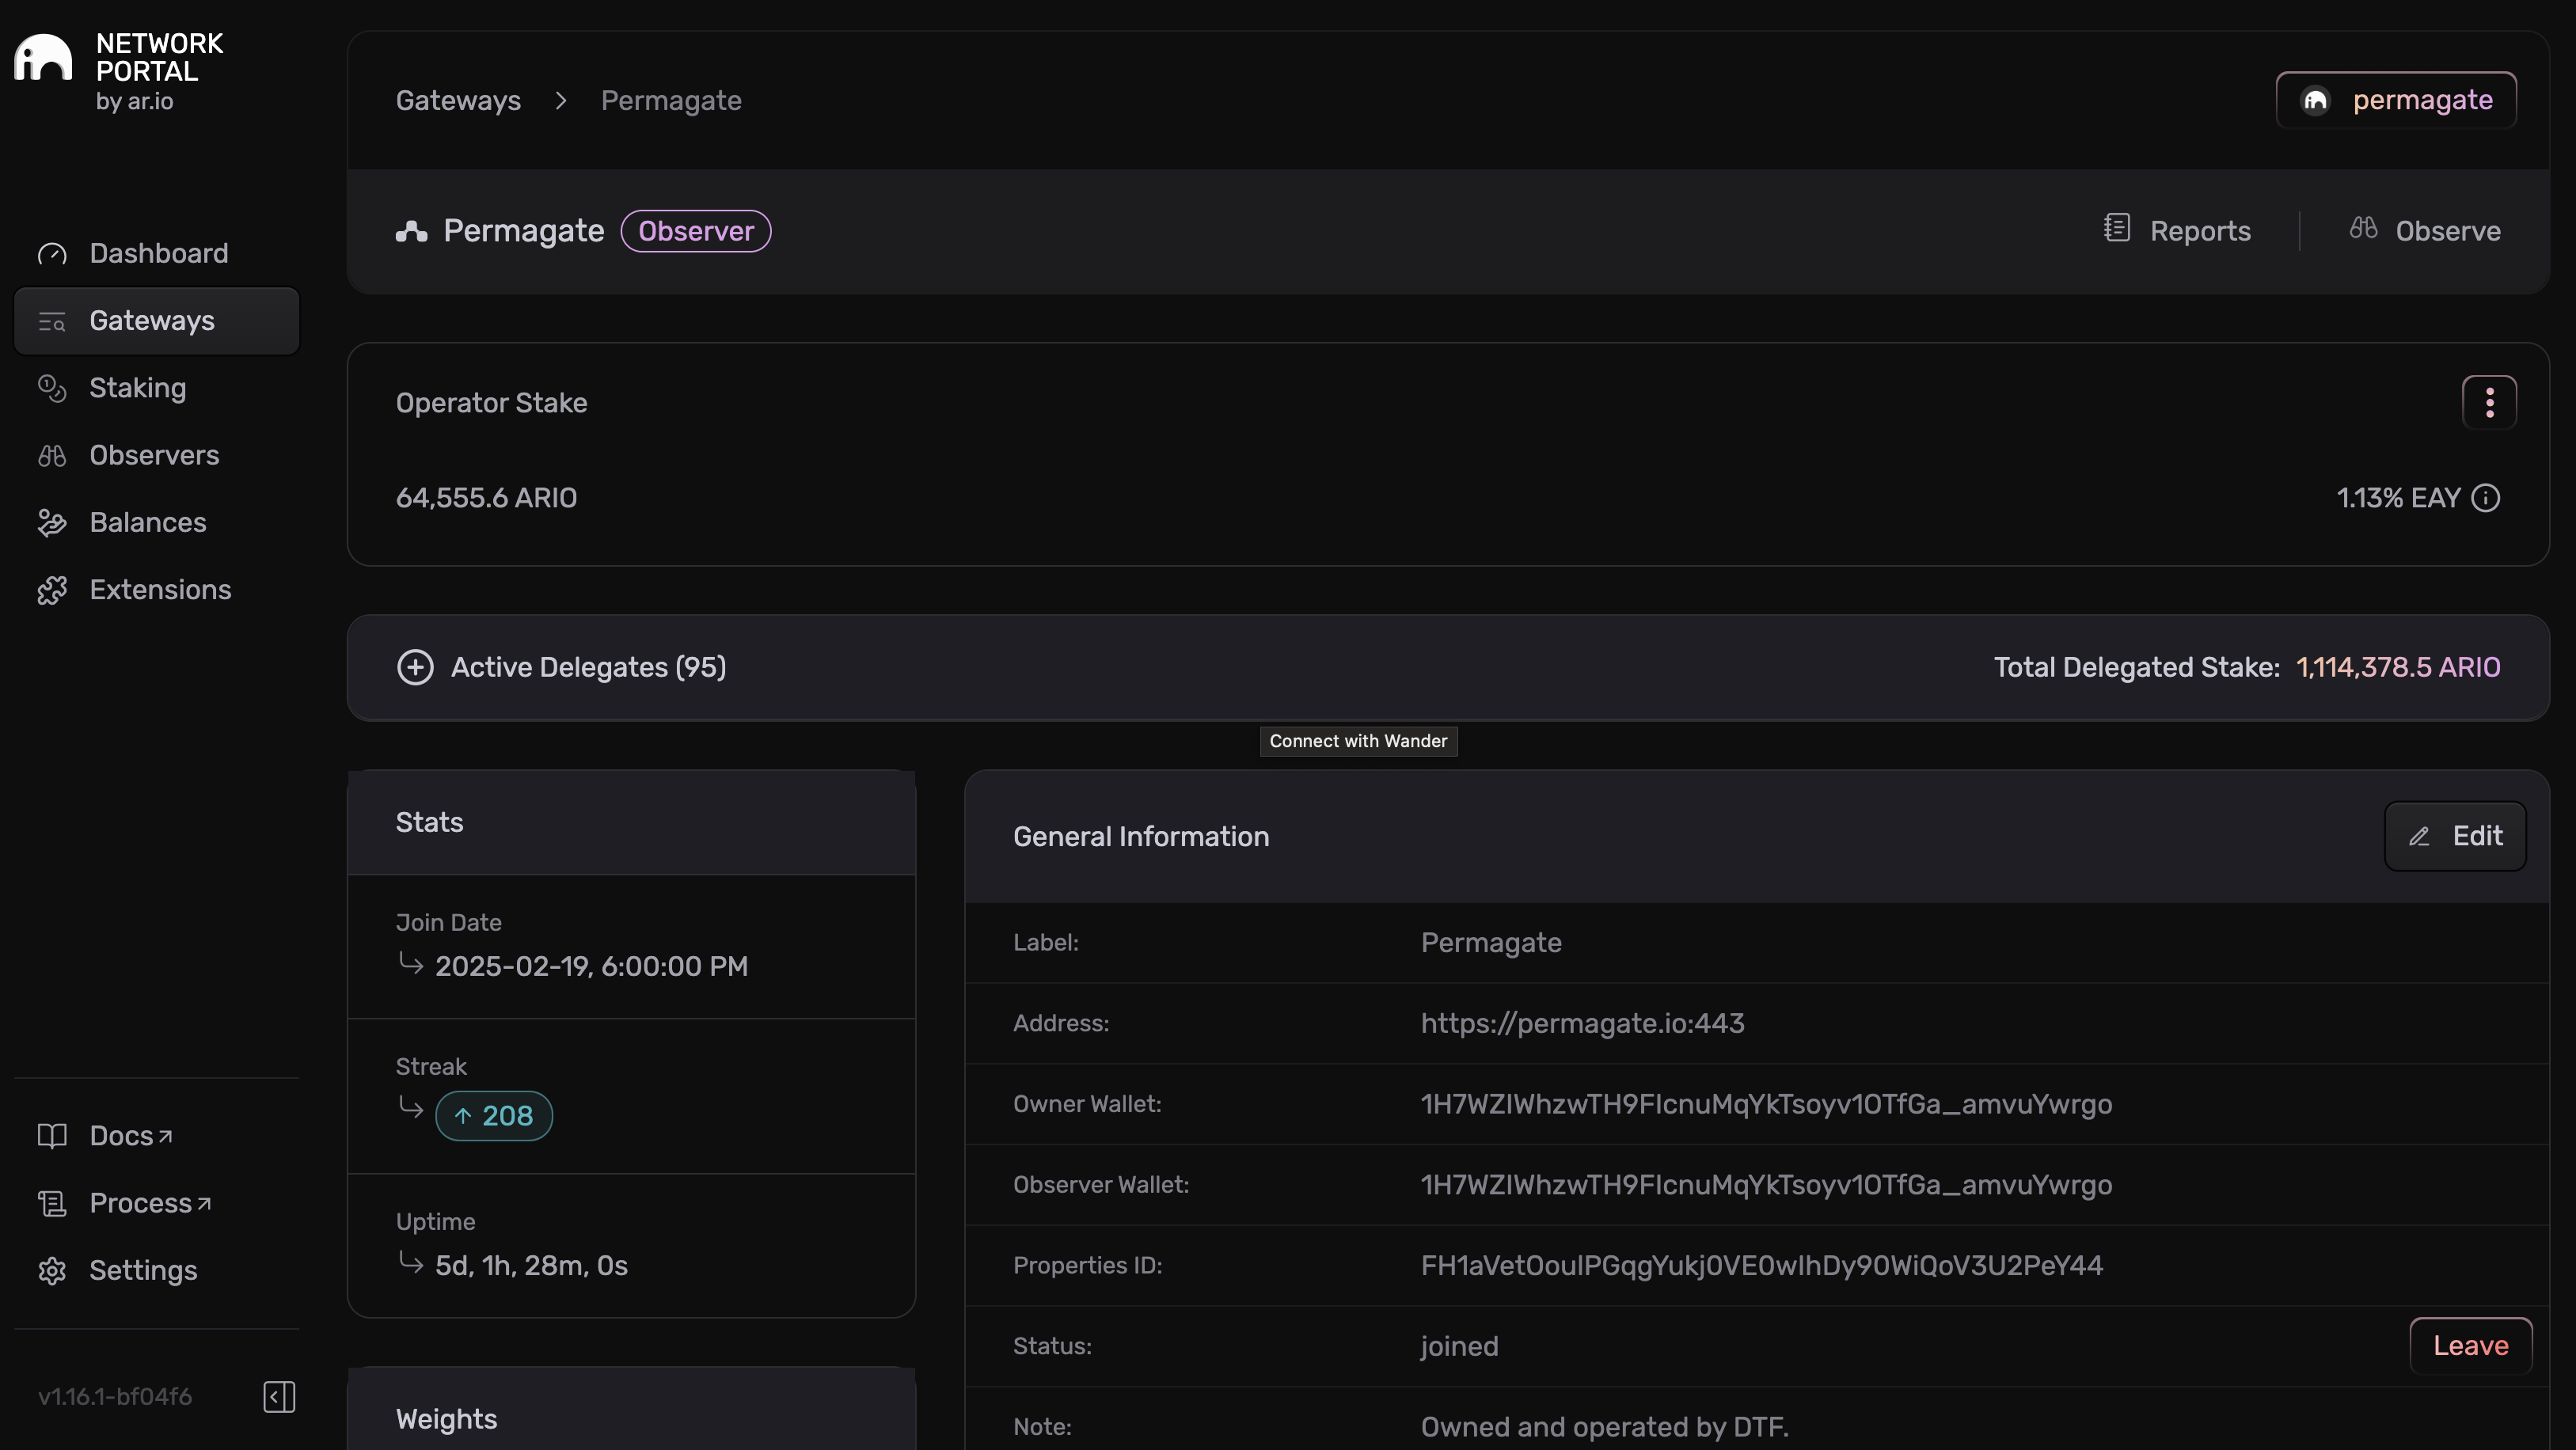 NETWORK
PORTAL
by ar.io
Dashboard
Gateways
Staking
Observers
Balances
Extensions
Docs
Process
Settings
v1.16.1-bf04f6
Gateways > Permagate
permagate
Permagate Observer
Reports
Observe
Operator Stake
64,555.6 ARIO
1.13% EAY
Active Delegates (95)
Total Delegated Stake: 1,114,378.5 ARIO
Connect with Wander
Stats
Join Date
2025-02-19, 6:00:00 PM
Streak
208
Uptime
5d, 1h, 28m, 0s
Weights
General Information
Edit
Label: Permagate
Address: https://permagate.io:443
Owner Wallet: 1H7WZIWhzwTH9FIcnuMqYkTsoyv1OTfGa_amvuYwrgo
Observer Wallet: 1H7WZIWhzwTH9FIcnuMqYkTsoyv1OTfGa_amvuYwrgo
Properties ID: FH1aVetOouIPGqgYukj0VE0wIhDy90WiQoV3U2PeY44
Status: joined
Leave
Note: Owned and operated by DTF.